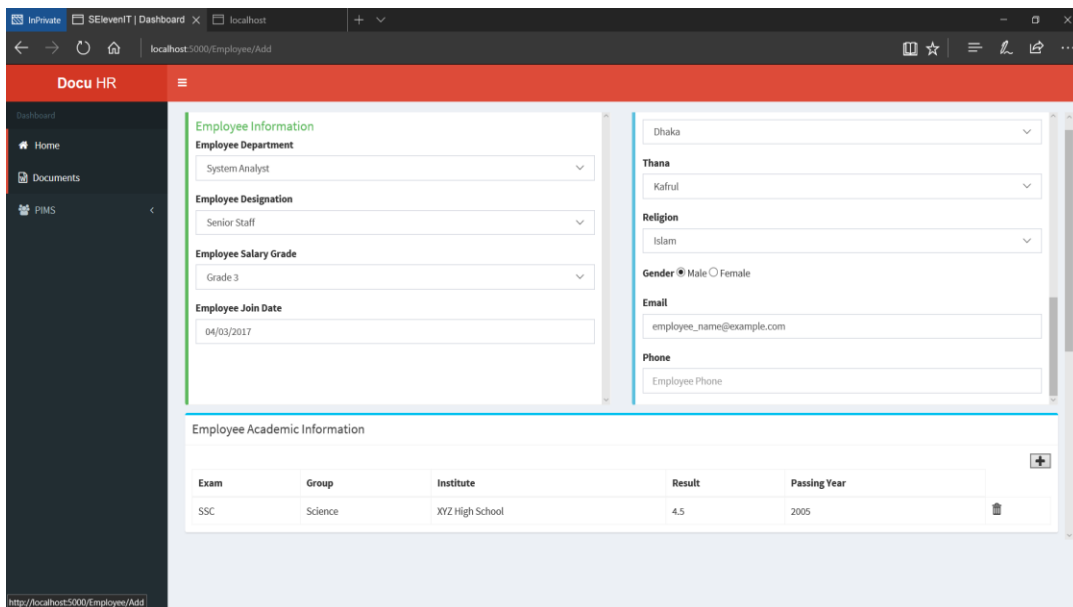 InPrivate SElevenIT | Dashboard localhost
localhost:5000/Employee/Add
Docu HR
Dashboard
Home
Documents
PIMS
Employee Information
Employee Department
System Analyst
Employee Designation
Senior Staff
Employee Salary Grade
Grade 3
Employee Join Date
04/03/2017
Dhaka
Thana
Kafrul
Religion
Islam
Gender Male Female
Email
employee_name@example.com
Phone
Employee Phone
Employee Academic Information
Exam Group Institute Result Passing Year
SSC Science XYZ High School 4.5 2005
http://localhost:5000/Employee/Add